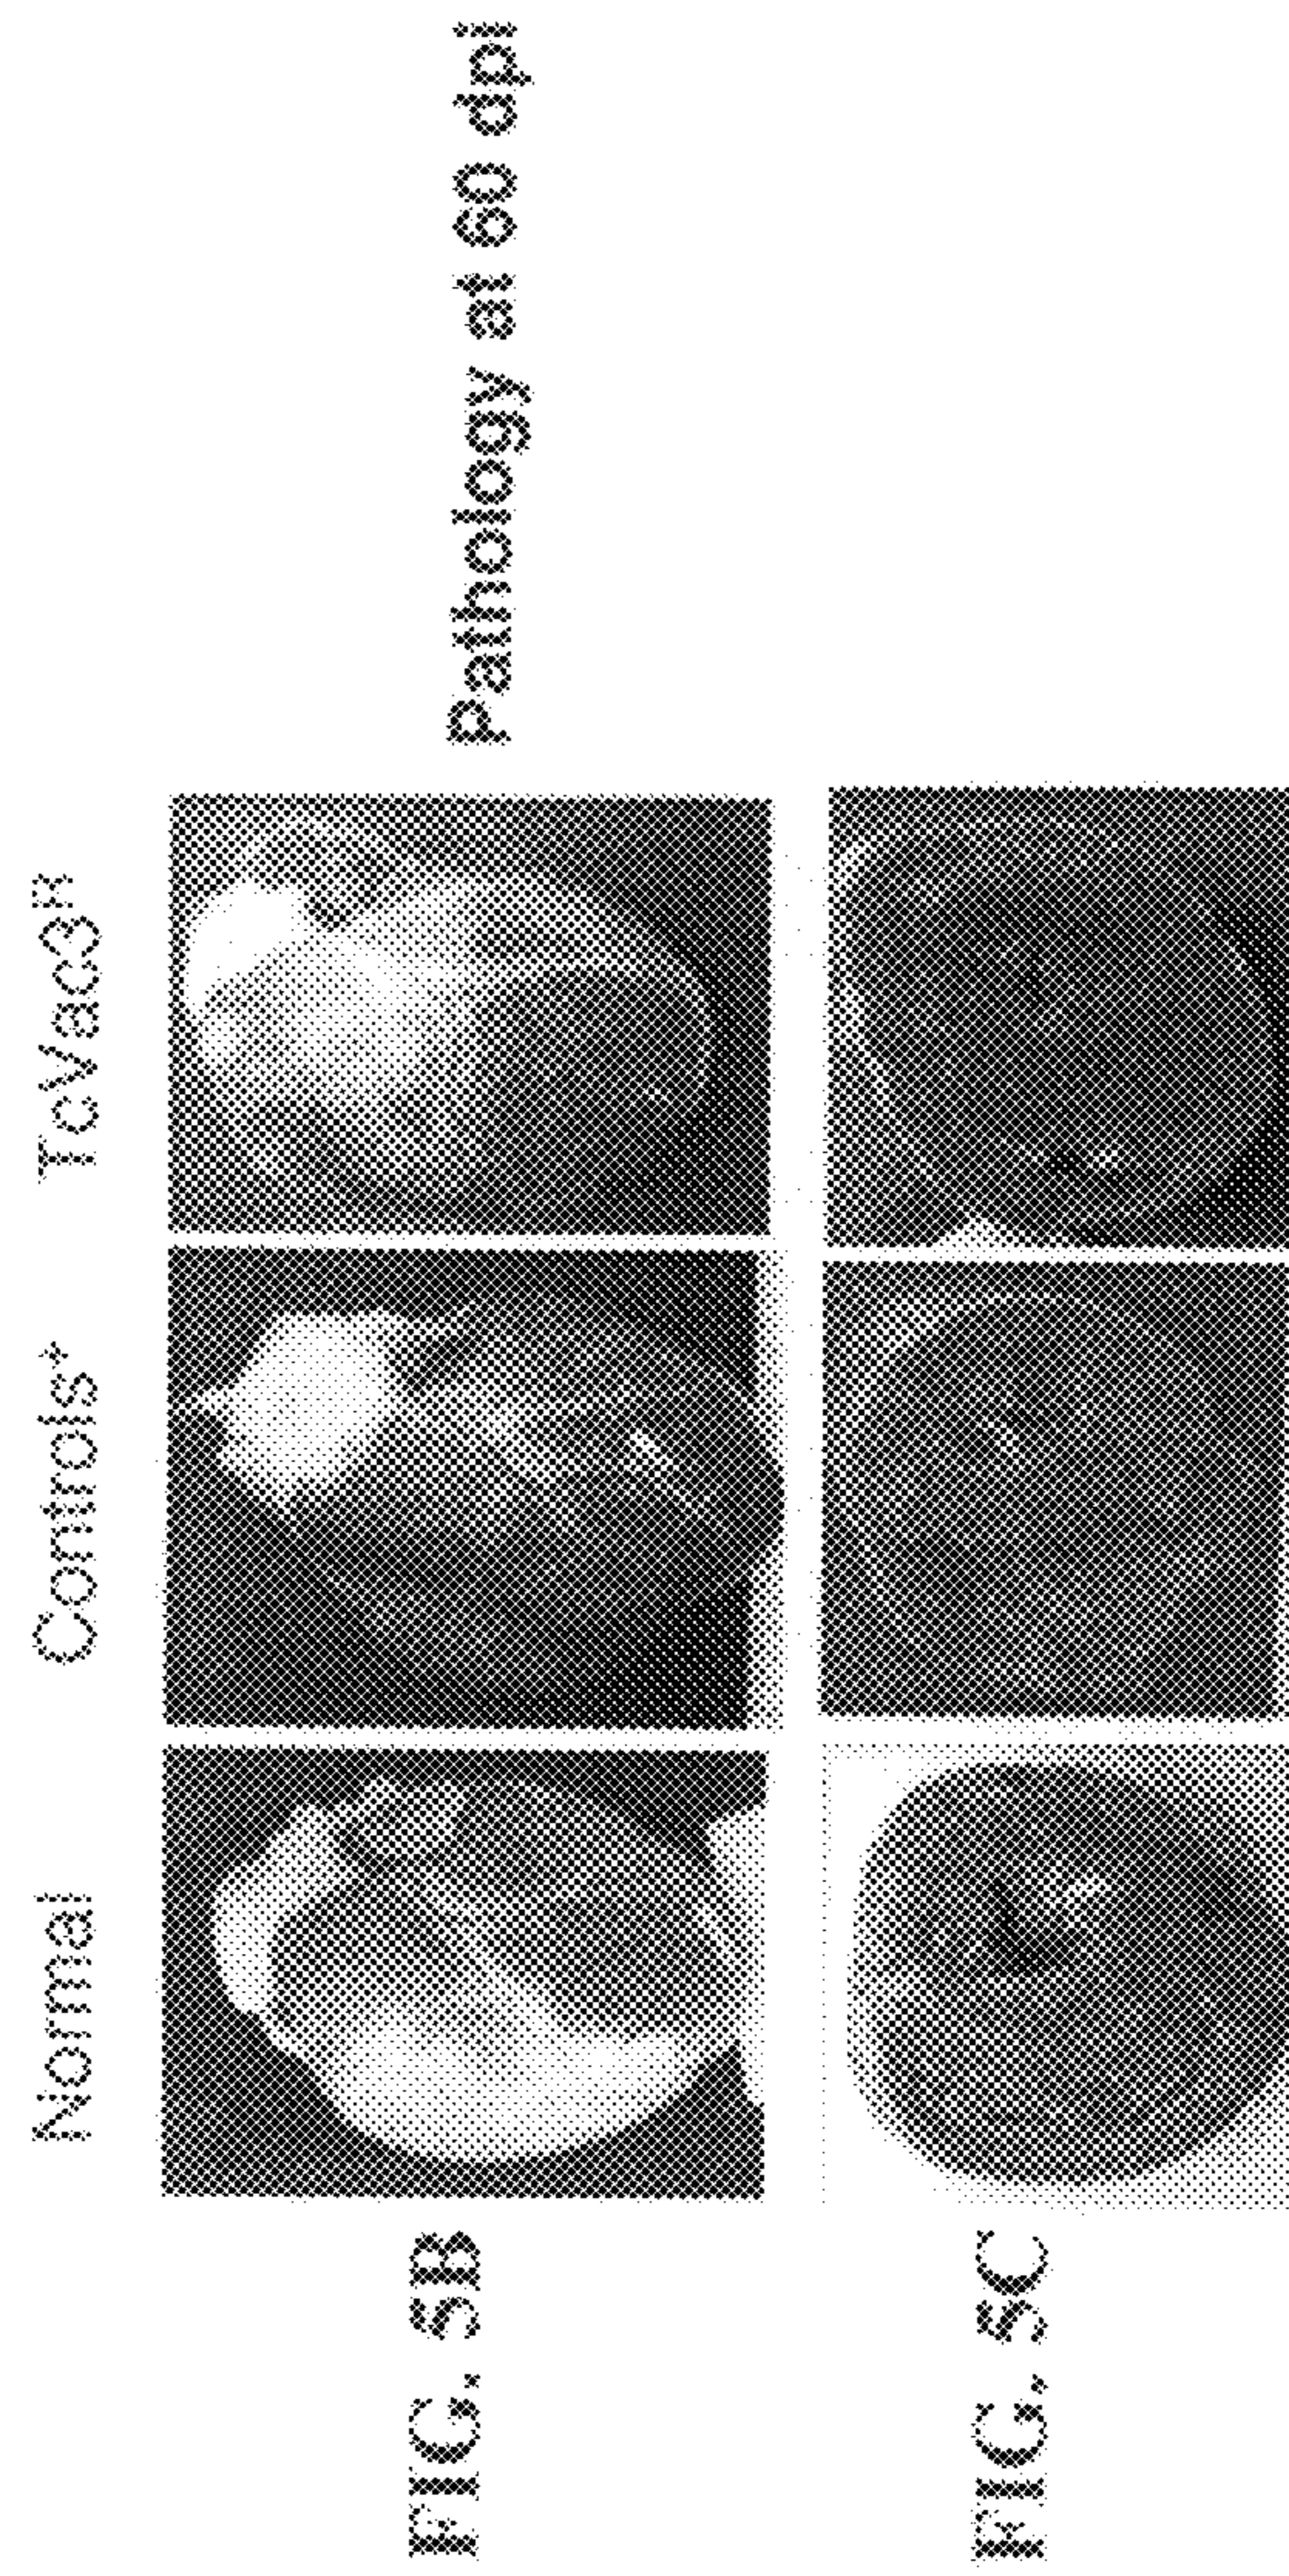 Normal Controls⁺ TcVac3ᴿ
FIG. 5B Pathology at 60 dpi
FIG. 5C